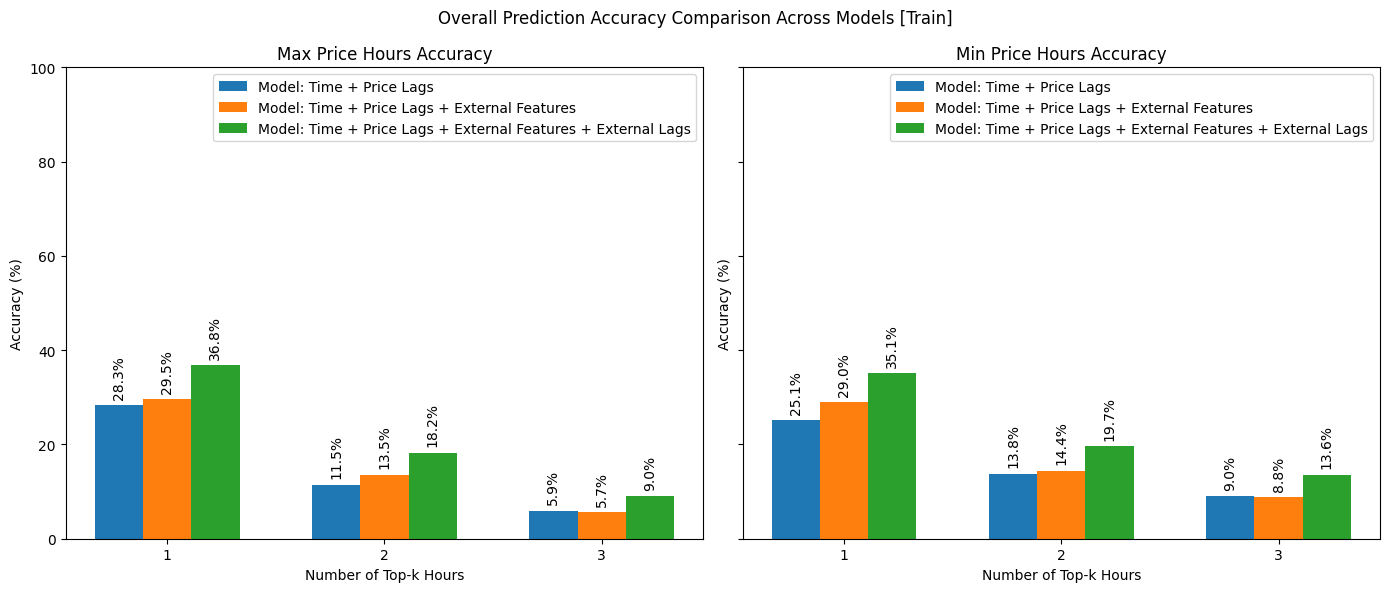 Overall Prediction Accuracy Comparison Across Models [Train]
Max Price Hours Accuracy
Model: Time + Price Lags
Model: Time + Price Lags + External Features
Model: Time + Price Lags + External Features + External Lags
Accuracy (%)
100
80
60
40
20
0
28.3%
29.5%
36.8%
11.5%
13.5%
18.2%
5.9%
5.7%
9.0%
1
2
3
Number of Top-k Hours
Min Price Hours Accuracy
Model: Time + Price Lags
Model: Time + Price Lags + External Features
Model: Time + Price Lags + External Features + External Lags
Accuracy (%)
25.1%
29.0%
35.1%
13.8%
14.4%
19.7%
9.0%
8.8%
13.6%
1
2
3
Number of Top-k Hours